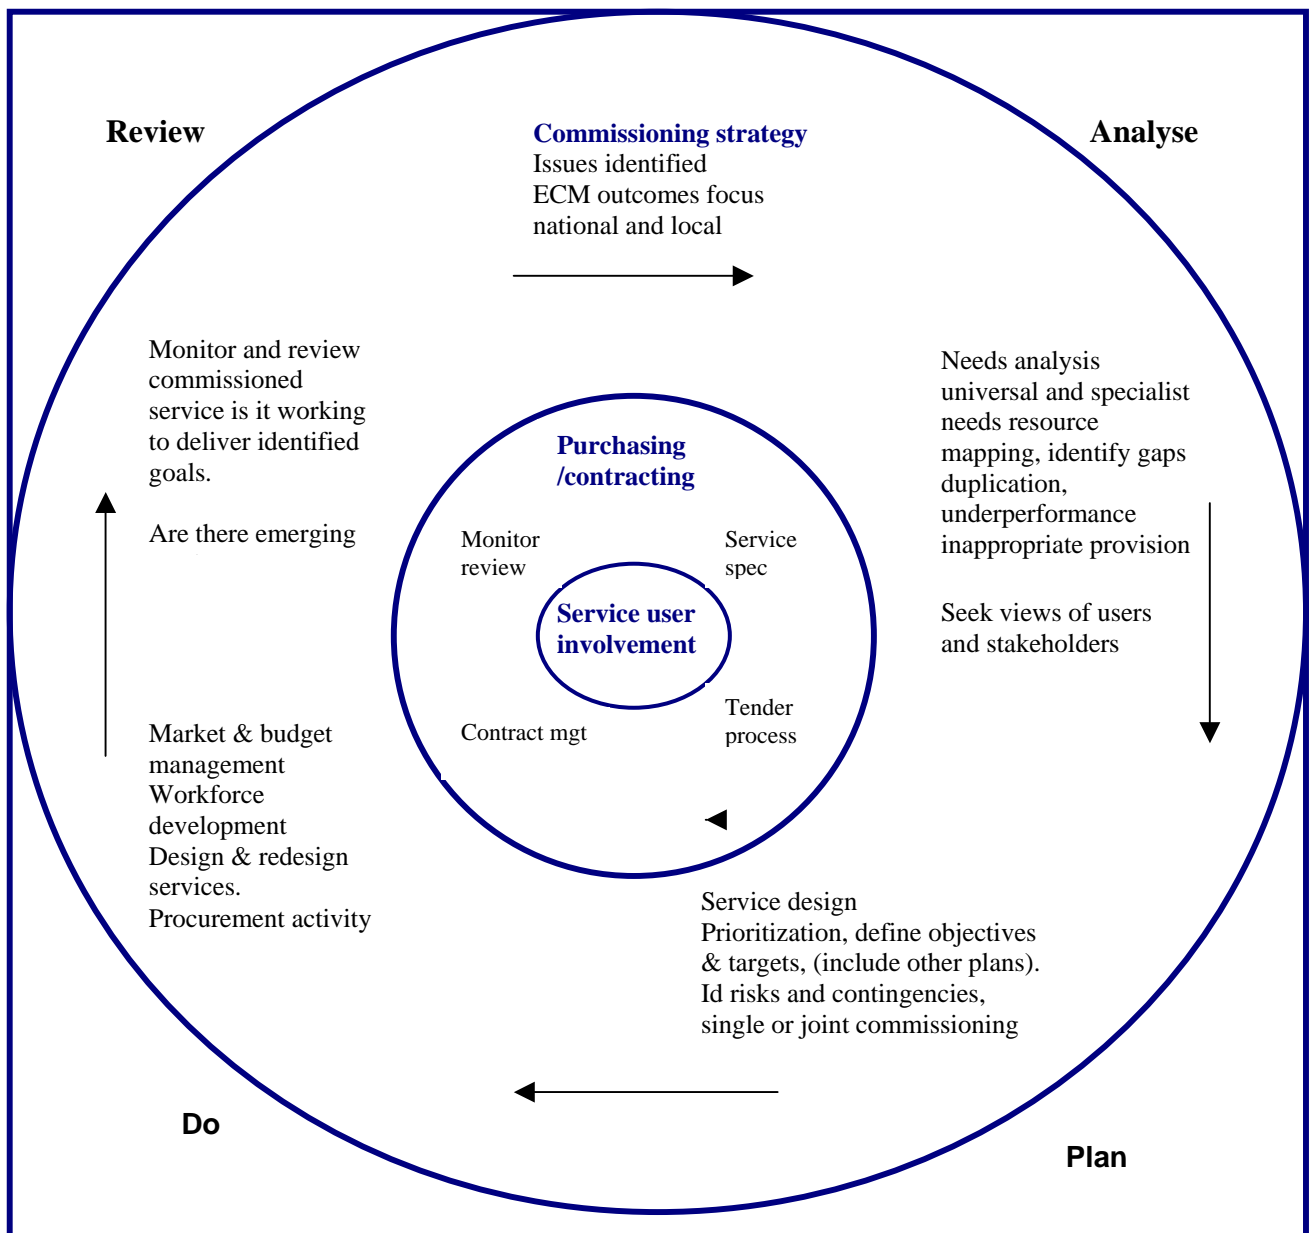 Review
Analyse
Commissioning strategy
Issues identified
ECM outcomes focus
national and local
Monitor and review
commissioned
service is it working
to deliver identified
goals.
Are there emerging
Needs analysis
universal and specialist
needs resource
mapping, identify gaps
duplication,
underperformance
inappropriate provision
Seek views of users
and stakeholders
Purchasing
/contracting
Monitor
review
Service
spec
Service user
involvement
Contract mgt
Tender
process
Market & budget
management
Workforce
development
Design & redesign
services.
Procurement activity
Service design
Prioritization, define objectives
& targets, (include other plans).
Id risks and contingencies,
single or joint commissioning
Do
Plan